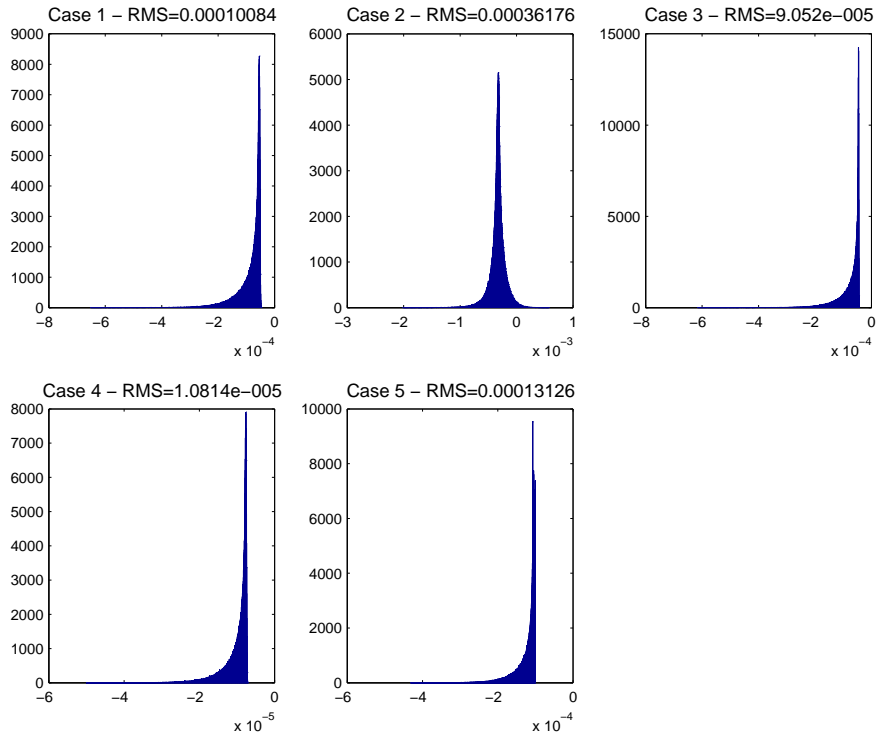 Case 1 − RMS=0.00010084
9000
8000
7000
6000
5000
4000
3000
2000
1000
0
−8 −6 −4 −2 0
x 10⁻⁴
Case 2 − RMS=0.00036176
6000
5000
4000
3000
2000
1000
0
−3 −2 −1 0 1
x 10⁻³
Case 3 − RMS=9.052e−005
15000
10000
5000
0
−8 −6 −4 −2 0
x 10⁻⁴
Case 4 − RMS=1.0814e−005
8000
7000
6000
5000
4000
3000
2000
1000
0
−6 −4 −2 0
x 10⁻⁵
Case 5 − RMS=0.00013126
10000
8000
6000
4000
2000
0
−6 −4 −2 0
x 10⁻⁴